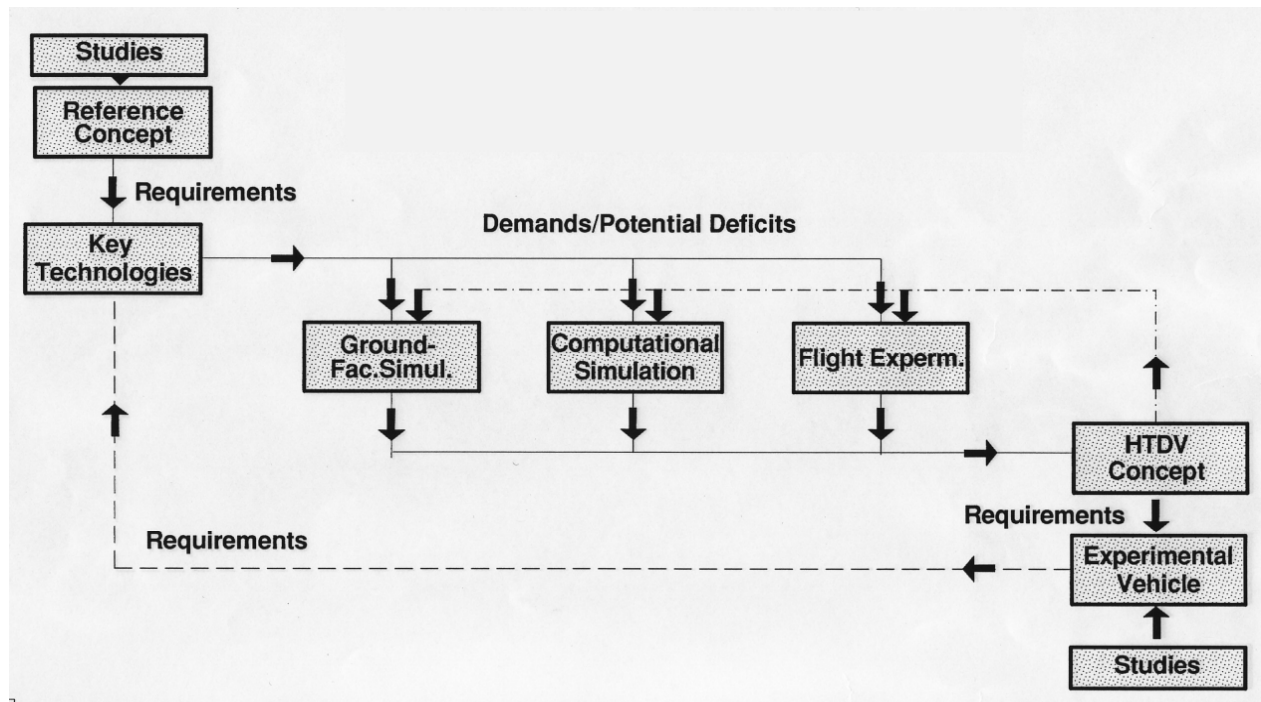 Studies
Reference
Concept
Requirements
Key
Technologies
Demands/Potential Deficits
Ground-
Fac.Simul.
Computational
Simulation
Flight Experm.
HTDV
Concept
Requirements
Requirements
Experimental
Vehicle
Studies